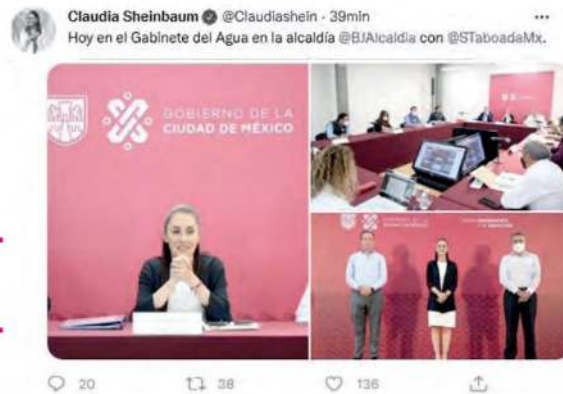 Claudia Sheinbaum @Claudiashein · 39min
Hoy en el Gabinete del Agua en la alcaldía @BJAlcaldia con @STaboadaMx.
GOBIERNO DE LA
CIUDAD DE MÉXICO
20 38 136